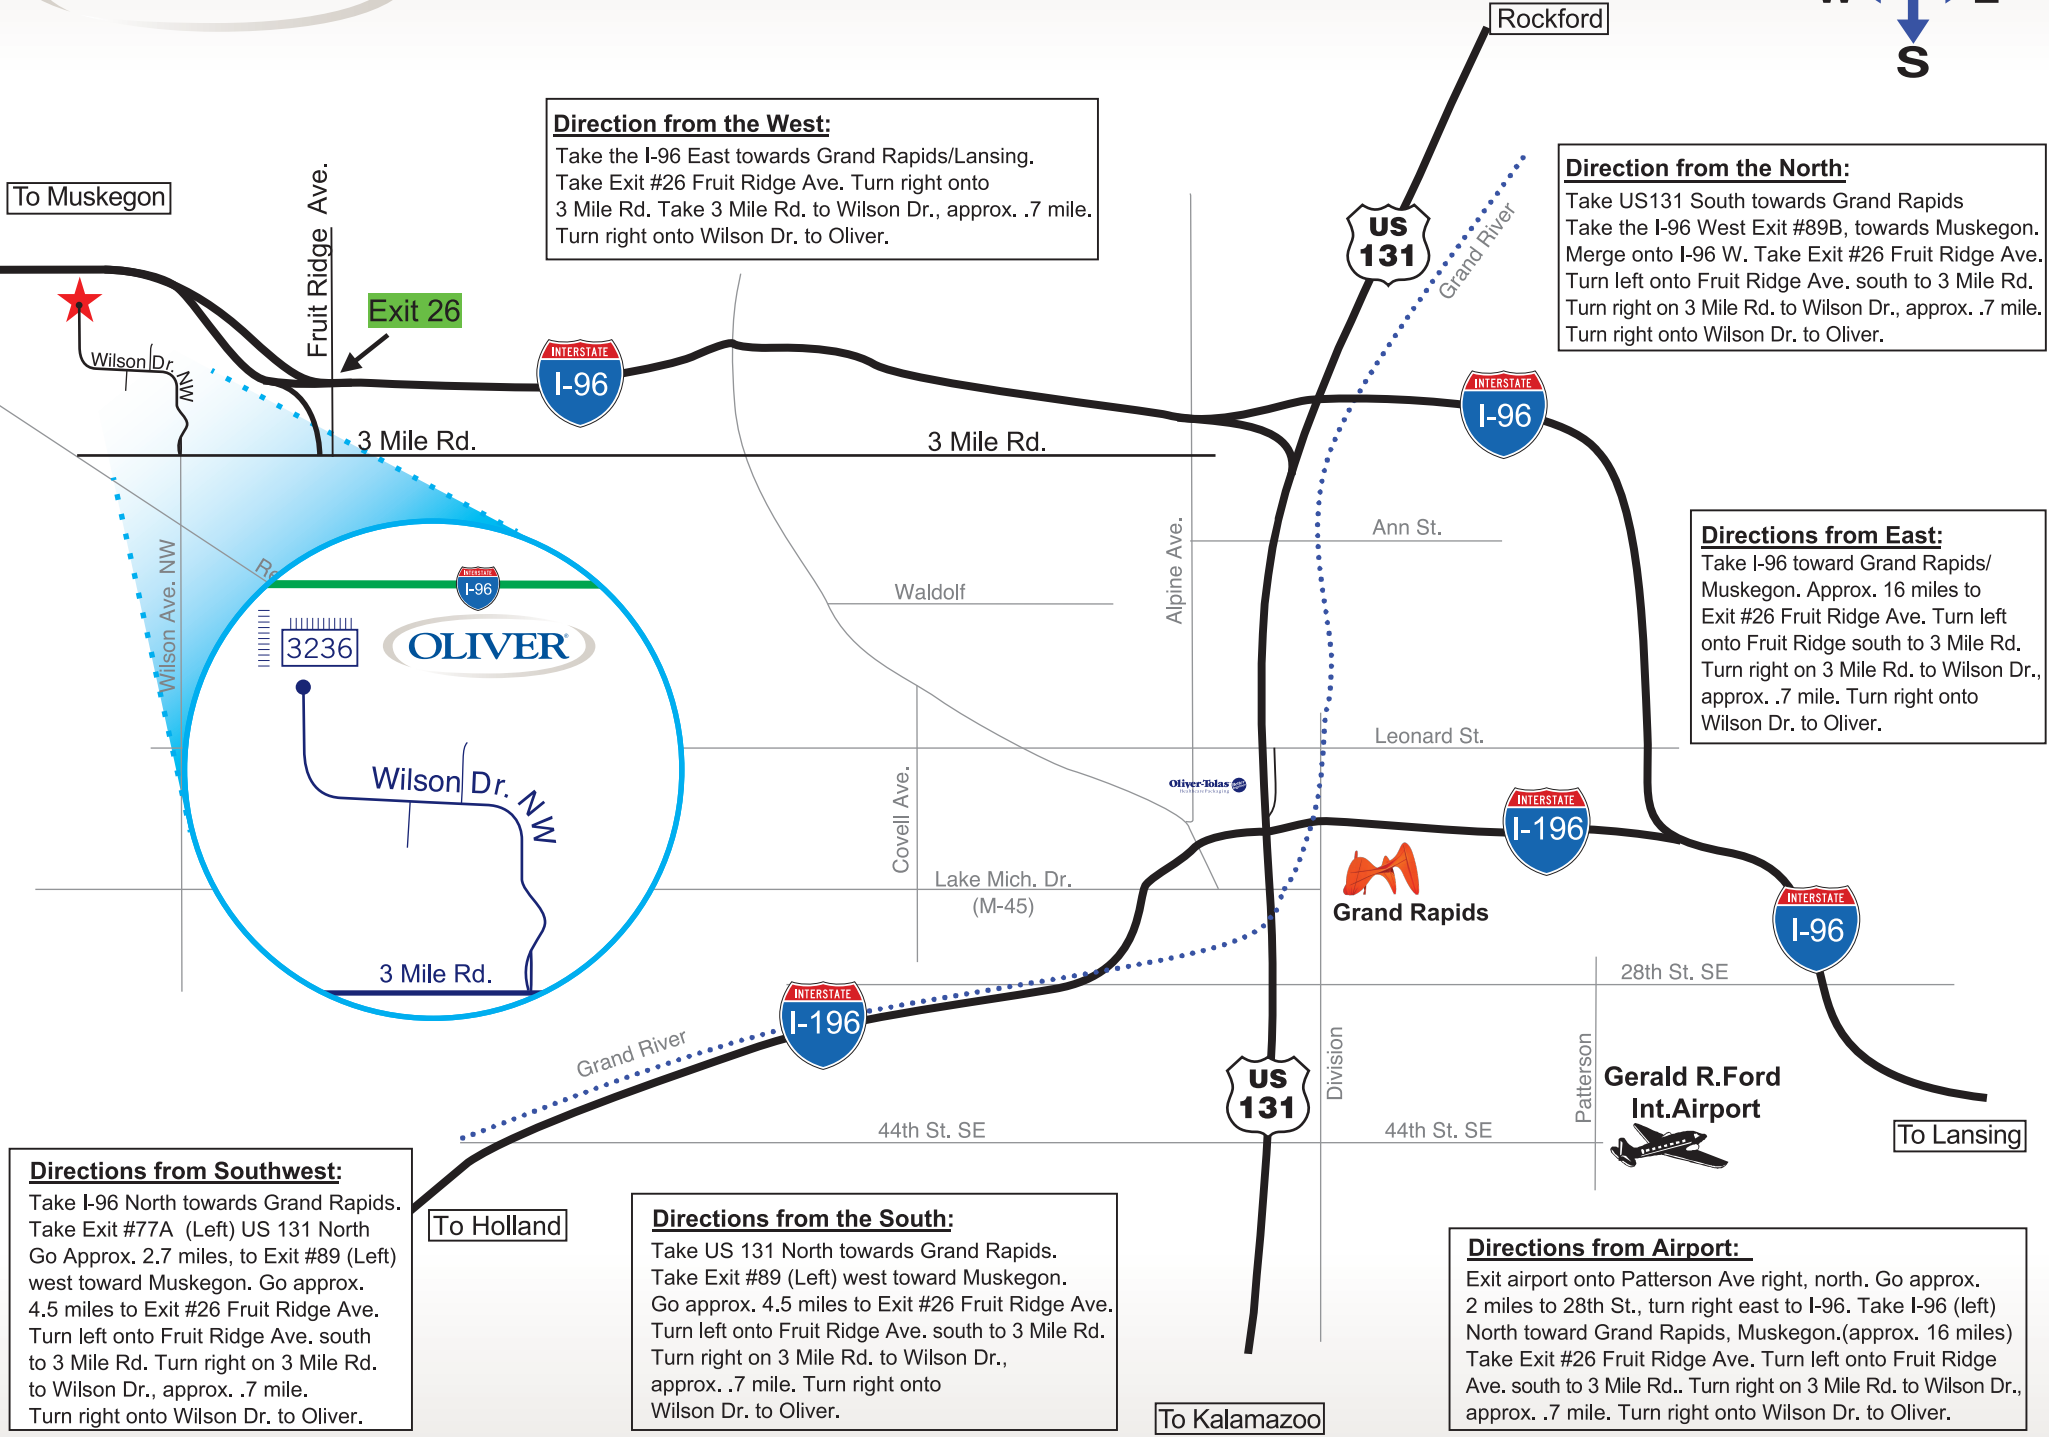 Rockford
S
Direction from the West:
Take the I-96 East towards Grand Rapids/Lansing.
Take Exit #26 Fruit Ridge Ave. Turn right onto
3 Mile Rd. Take 3 Mile Rd. to Wilson Dr., approx. .7 mile.
Turn right onto Wilson Dr. to Oliver.
Direction from the North:
Take US131 South towards Grand Rapids
Take the I-96 West Exit #89B, towards Muskegon.
Merge onto I-96 W. Take Exit #26 Fruit Ridge Ave.
Turn left onto Fruit Ridge Ave. south to 3 Mile Rd.
Turn right on 3 Mile Rd. to Wilson Dr., approx. .7 mile.
Turn right onto Wilson Dr. to Oliver.
To Muskegon
Fruit Ridge Ave.
Exit 26
US
131
Grand River
Wilson Dr. NW
INTERSTATE
I-96
INTERSTATE
I-96
3 Mile Rd.
3 Mile Rd.
Ann St.
Alpine Ave.
Waldolf
Wilson Ave. NW
INTERSTATE
I-96
3236
OLIVER®
Wilson Dr. NW
3 Mile Rd.
Directions from East:
Take I-96 toward Grand Rapids/
Muskegon. Approx. 16 miles to
Exit #26 Fruit Ridge Ave. Turn left
onto Fruit Ridge south to 3 Mile Rd.
Turn right on 3 Mile Rd. to Wilson Dr.,
approx. .7 mile. Turn right onto
Wilson Dr. to Oliver.
Leonard St.
Oliver-Tolas
Healthcare Packaging
Covell Ave.
INTERSTATE
I-196
Lake Mich. Dr.
(M-45)
Grand Rapids
INTERSTATE
I-96
28th St. SE
INTERSTATE
I-196
Grand River
US
131
Division
Patterson
Gerald R.Ford
Int.Airport
44th St. SE
44th St. SE
To Lansing
To Holland
Directions from Southwest:
Take I-96 North towards Grand Rapids.
Take Exit #77A (Left) US 131 North
Go Approx. 2.7 miles, to Exit #89 (Left)
west toward Muskegon. Go approx.
4.5 miles to Exit #26 Fruit Ridge Ave.
Turn left onto Fruit Ridge Ave. south
to 3 Mile Rd. Turn right on 3 Mile Rd.
to Wilson Dr., approx. .7 mile.
Turn right onto Wilson Dr. to Oliver.
Directions from the South:
Take US 131 North towards Grand Rapids.
Take Exit #89 (Left) west toward Muskegon.
Go approx. 4.5 miles to Exit #26 Fruit Ridge Ave.
Turn left onto Fruit Ridge Ave. south to 3 Mile Rd.
Turn right on 3 Mile Rd. to Wilson Dr.,
approx. .7 mile. Turn right onto
Wilson Dr. to Oliver.
To Kalamazoo
Directions from Airport:
Exit airport onto Patterson Ave right, north. Go approx.
2 miles to 28th St., turn right east to I-96. Take I-96 (left)
North toward Grand Rapids, Muskegon.(approx. 16 miles)
Take Exit #26 Fruit Ridge Ave. Turn left onto Fruit Ridge
Ave. south to 3 Mile Rd.. Turn right on 3 Mile Rd. to Wilson Dr.,
approx. .7 mile. Turn right onto Wilson Dr. to Oliver.